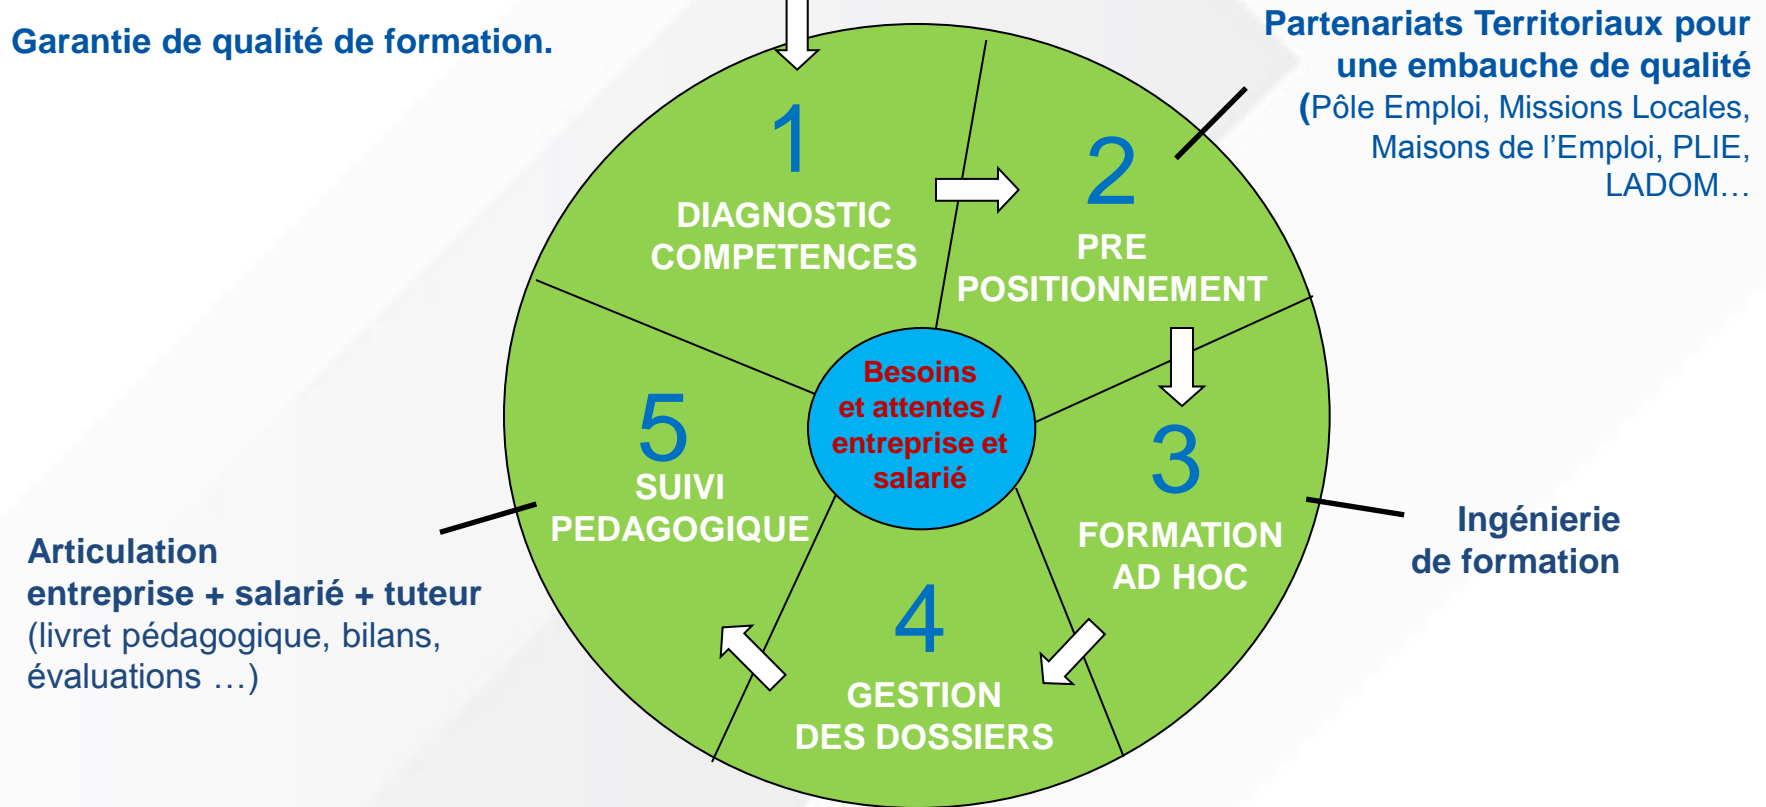 Garantie de qualité de formation.
Partenariats Territoriaux pour
une embauche de qualité
(Pôle Emploi, Missions Locales,
Maisons de l’Emploi, PLIE,
LADOM…
1
DIAGNOSTIC
COMPETENCES
2
PRE
POSITIONNEMENT
Besoins
et attentes /
entreprise et
salarié
3
FORMATION
AD HOC
Ingénierie
de formation
4
GESTION
DES DOSSIERS
5
SUIVI
PEDAGOGIQUE
Articulation
entreprise + salarié + tuteur
(livret pédagogique, bilans,
évaluations …)